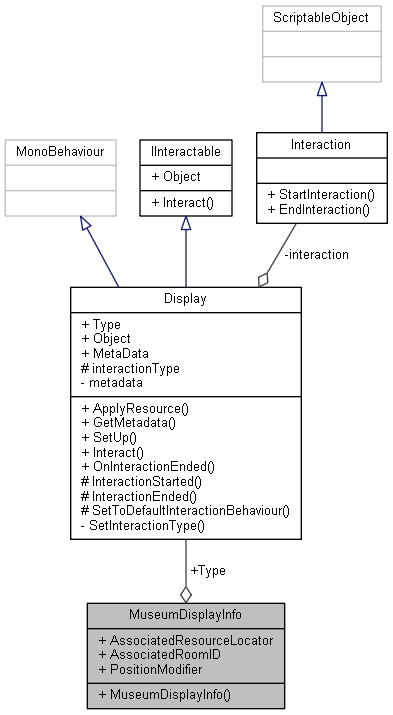 ScriptableObject
MonoBehaviour
IInteractable
+ Object
+ Interact()
Interaction
+ StartInteraction()
+ EndInteraction()
-interaction
Display
+ Type
+ Object
+ MetaData
# interactionType
- metadata
+ ApplyResource()
+ GetMetadata()
+ SetUp()
+ Interact()
+ OnInteractionEnded()
# InteractionStarted()
# InteractionEnded()
# SetToDefaultInteractionBehaviour()
- SetInteractionType()
+Type
MuseumDisplayInfo
+ AssociatedResourceLocator
+ AssociatedRoomID
+ PositionModifier
+ MuseumDisplayInfo()